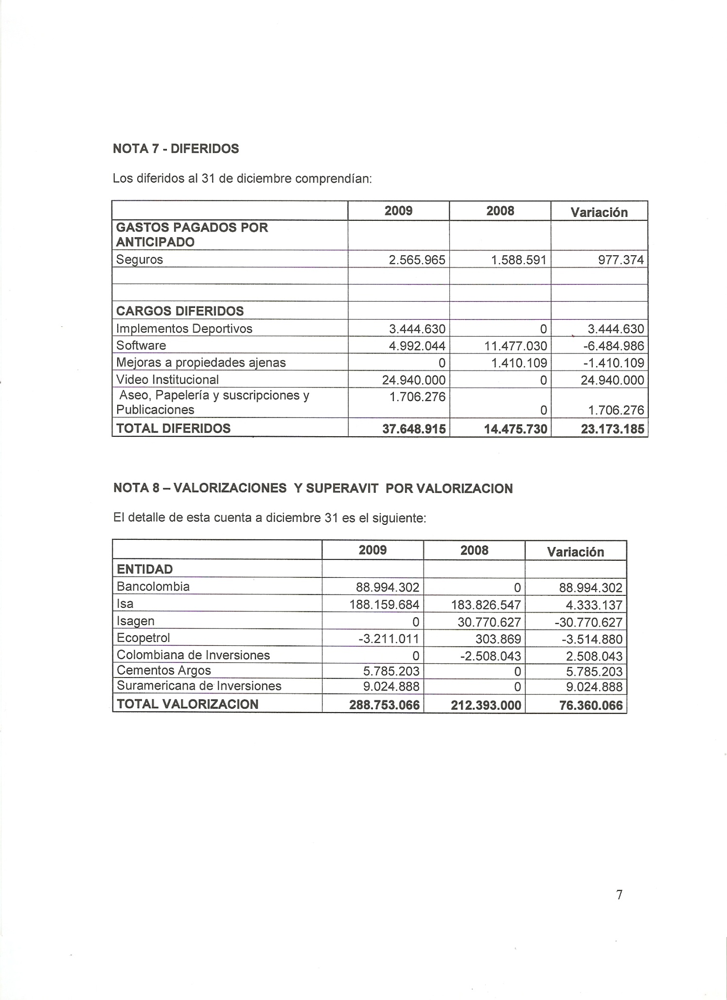 NOTA 7 - DIFERIDOS
Los diferidos al 31 de diciembre comprendían:
2009 2008 Variación
GASTOS PAGADOS POR
ANTICIPADO
Seguros 2.565.965 1.588.591 977.374
CARGOS DIFERIDOS
Implementos Deportivos 3.444.630 0 3.444.630
Software 4.992.044 11.477.030 -6.484.986
Mejoras a propiedades ajenas 0 1.410.109 -1.410.109
Video Institucional 24.940.000 0 24.940.000
Aseo, Papelería y suscripciones y 1.706.276
Publicaciones 0 1.706.276
TOTAL DIFERIDOS 37.648.915 14.475.730 23.173.185
NOTA 8 – VALORIZACIONES Y SUPERAVIT POR VALORIZACION
El detalle de esta cuenta a diciembre 31 es el siguiente:
2009 2008 Variación
ENTIDAD
Bancolombia 88.994.302 0 88.994.302
Isa 188.159.684 183.826.547 4.333.137
Isagen 0 30.770.627 -30.770.627
Ecopetrol -3.211.011 303.869 -3.514.880
Colombiana de Inversiones 0 -2.508.043 2.508.043
Cementos Argos 5.785.203 0 5.785.203
Suramericana de Inversiones 9.024.888 0 9.024.888
TOTAL VALORIZACION 288.753.066 212.393.000 76.360.066
7